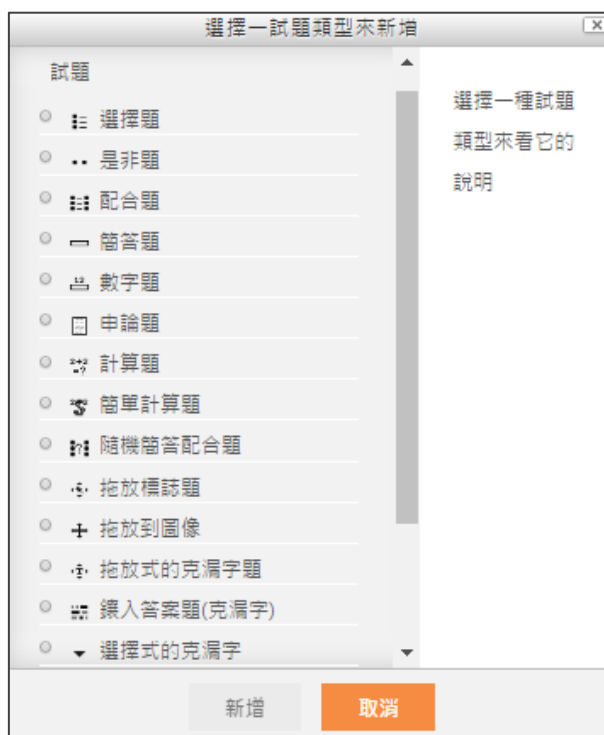 選擇一試題類型來新增
試題
選擇題
是非題
配合題
簡答題
數字題
申論題
計算題
簡單計算題
隨機簡答配合題
拖放標誌題
拖放到圖像
拖放式的克漏字題
鑲入答案題(克漏字)
選擇式的克漏字
選擇一種試題
類型來看它的
說明
新增
取消